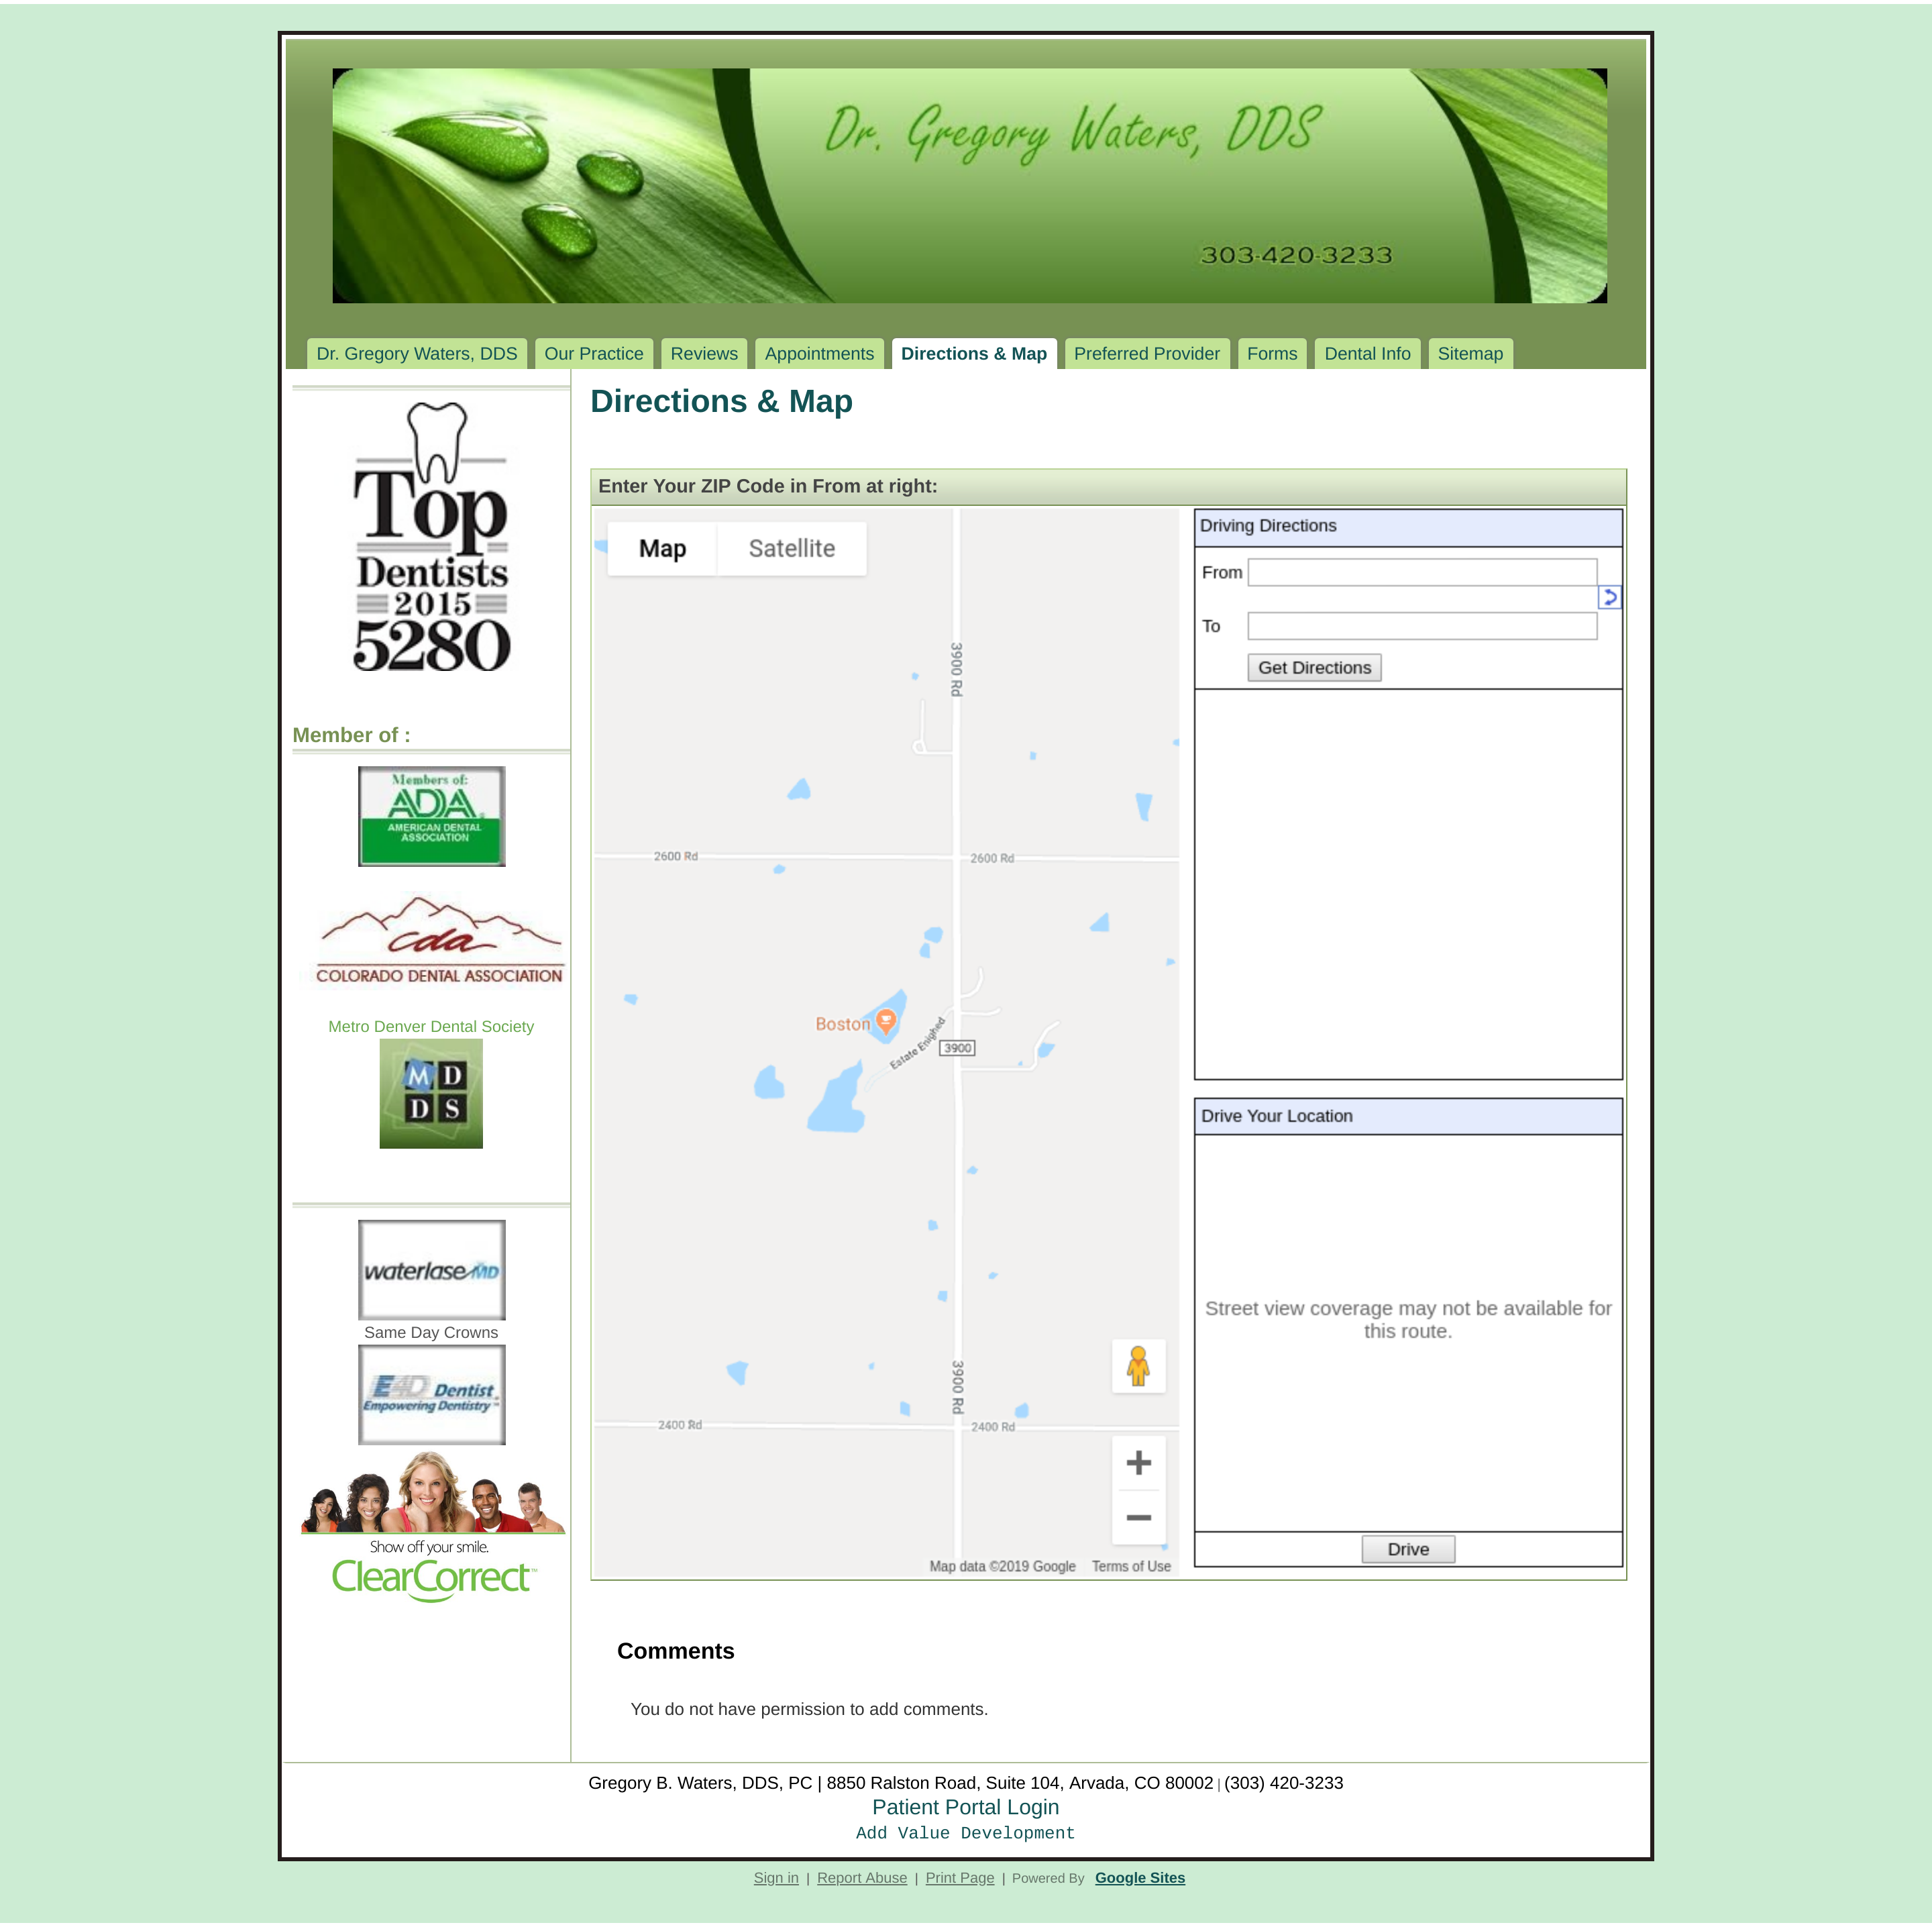 Dr. Gregory Waters, DDS
303-420-3233
Dr. Gregory Waters, DDS Our Practice Reviews Appointments Directions & Map Preferred Provider Forms Dental Info Sitemap
Top
Dentists
2015
5280
Member of :
Members of:
ADA®
AMERICAN DENTAL
ASSOCIATION
cda
COLORADO DENTAL ASSOCIATION
Metro Denver Dental Society
M D
D S
waterlase MD
Same Day Crowns
E4D Dentist
Empowering Dentistry™
Show off your smile.
ClearCorrect™
Directions & Map
Enter Your ZIP Code in From at right:
Map Satellite
3900 Rd
2600 Rd 2600 Rd
Boston
Estate Enighed
3900
3900 Rd
2400 Rd 2400 Rd
Map data ©2019 Google Terms of Use
Driving Directions
From
To
Get Directions
Drive Your Location
Street view coverage may not be available for
this route.
Drive
Comments
You do not have permission to add comments.
Gregory B. Waters, DDS, PC | 8850 Ralston Road, Suite 104, Arvada, CO 80002 | (303) 420-3233
Patient Portal Login
Add Value Development
Sign in | Report Abuse | Print Page | Powered By Google Sites